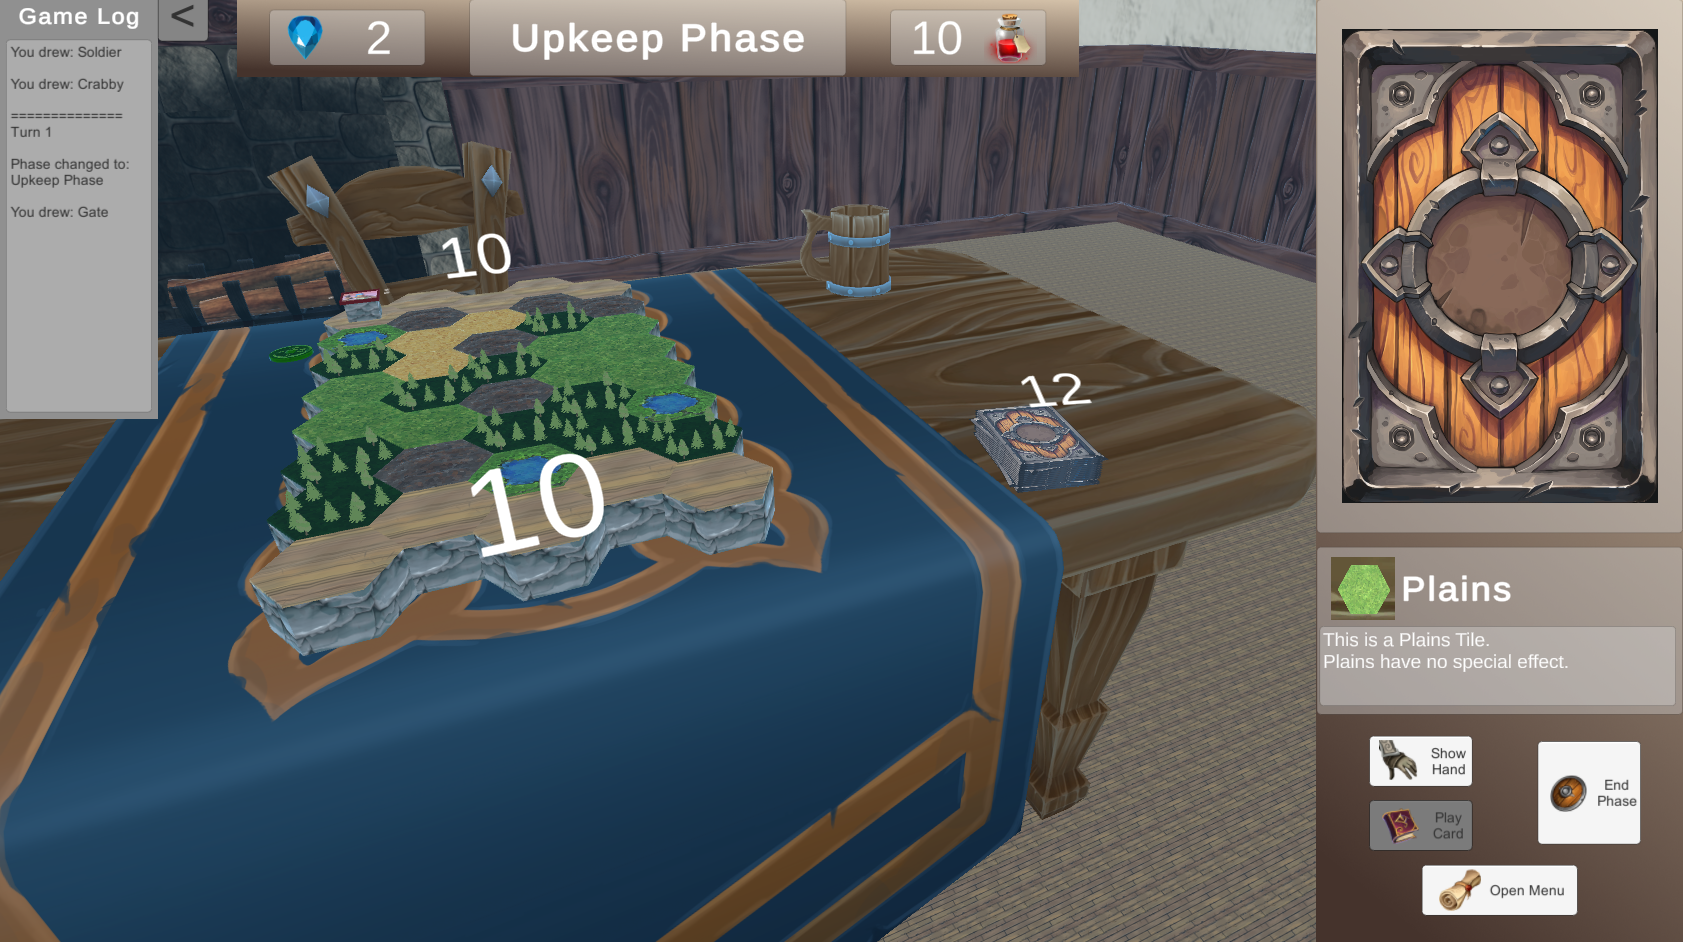 Game Log
<
You drew: Soldier
You drew: Crabby
==============
Turn 1
Phase changed to:
Upkeep Phase
You drew: Gate
2
Upkeep Phase
10
10
12
10
Plains
This is a Plains Tile.
Plains have no special effect.
Show
Hand
Play
Card
End
Phase
Open Menu